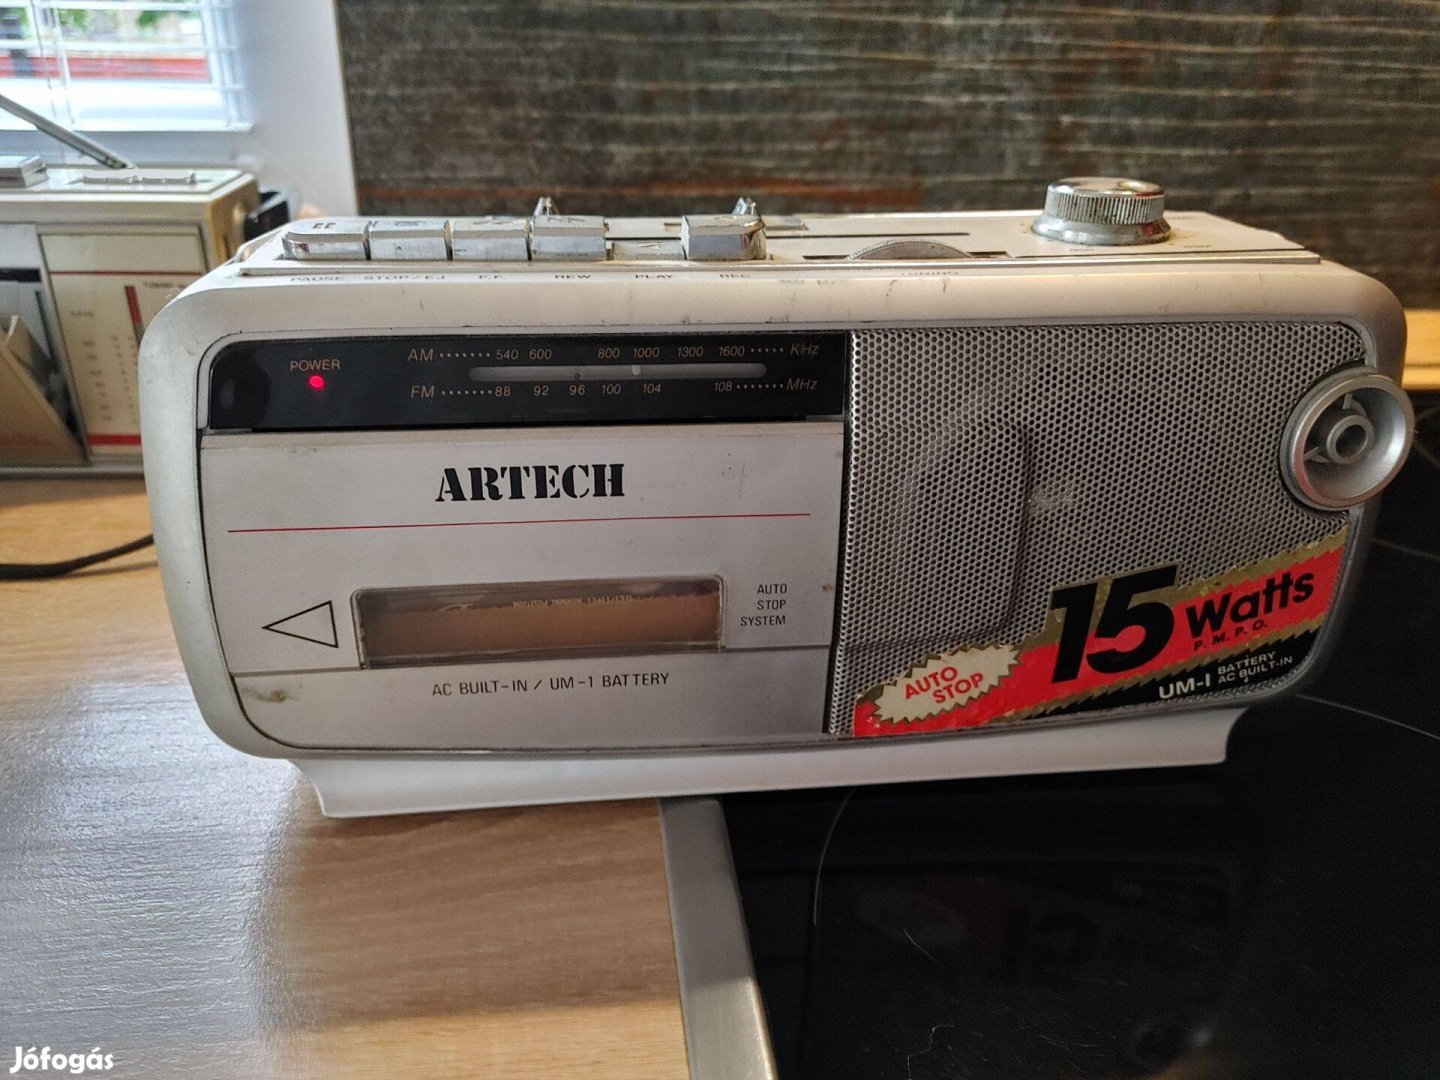 PAUSE STOP/EJ F.F. REW PLAY REC
TUNING
POWER
AM 540 600 800 1000 1300 1600 KHz
FM 88 92 96 100 104 108 MHz
ARTECH
AUTO
STOP
SYSTEM
AC BUILT-IN / UM-1 BATTERY
15 Watts
P.M.P.O.
AUTO
STOP
UM-1 BATTERY
AC BUILT-IN
Jófogás